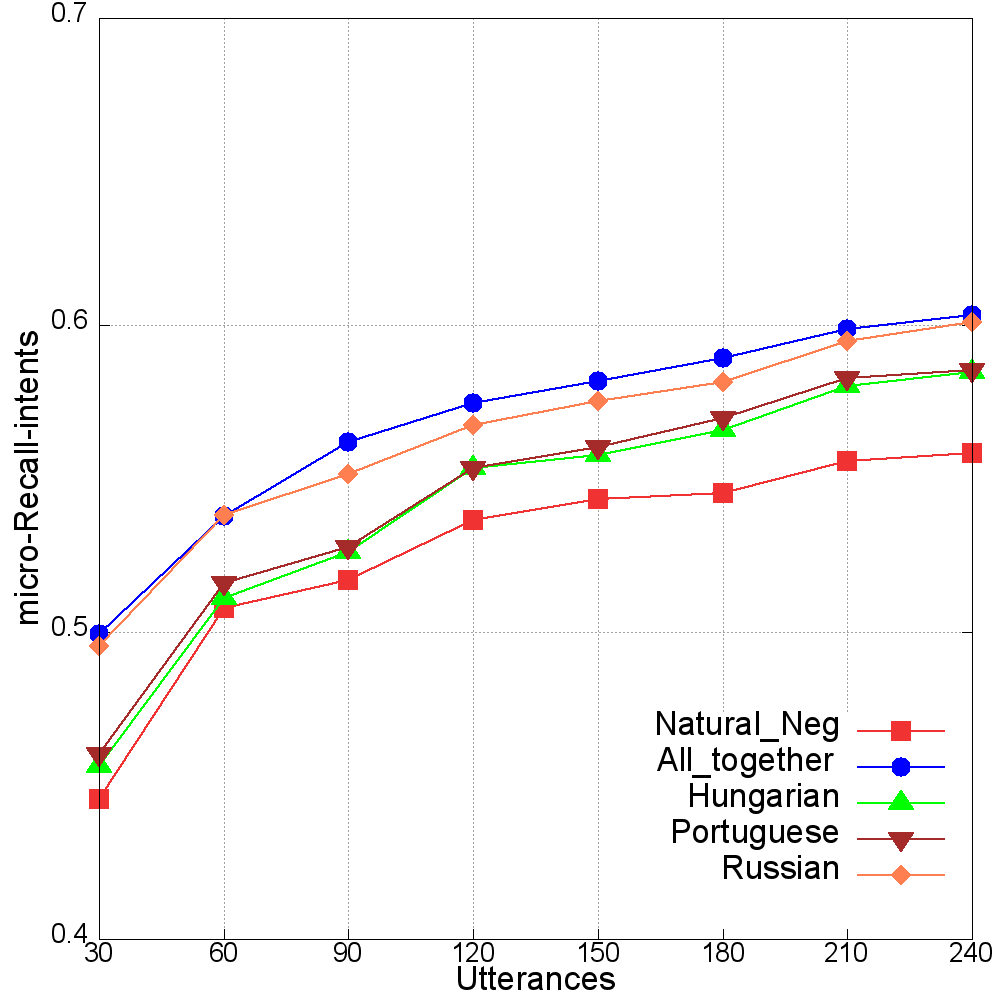 0.7
0.6
0.5
0.4
micro-Recall-intents
Natural_Neg
All_together
Hungarian
Portuguese
Russian
30 60 90 120 150 180 210 240
Utterances